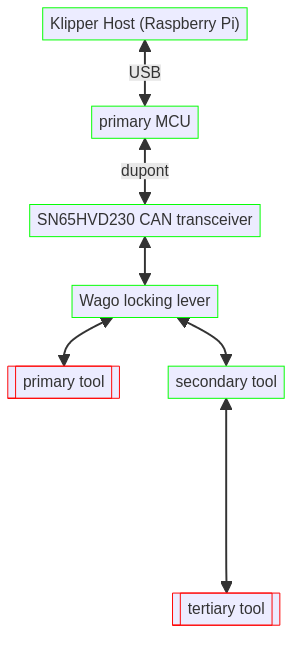 Klipper Host (Raspberry Pi)
USB
primary MCU
dupont
SN65HVD230 CAN transceiver
Wago locking lever
primary tool
secondary tool
tertiary tool